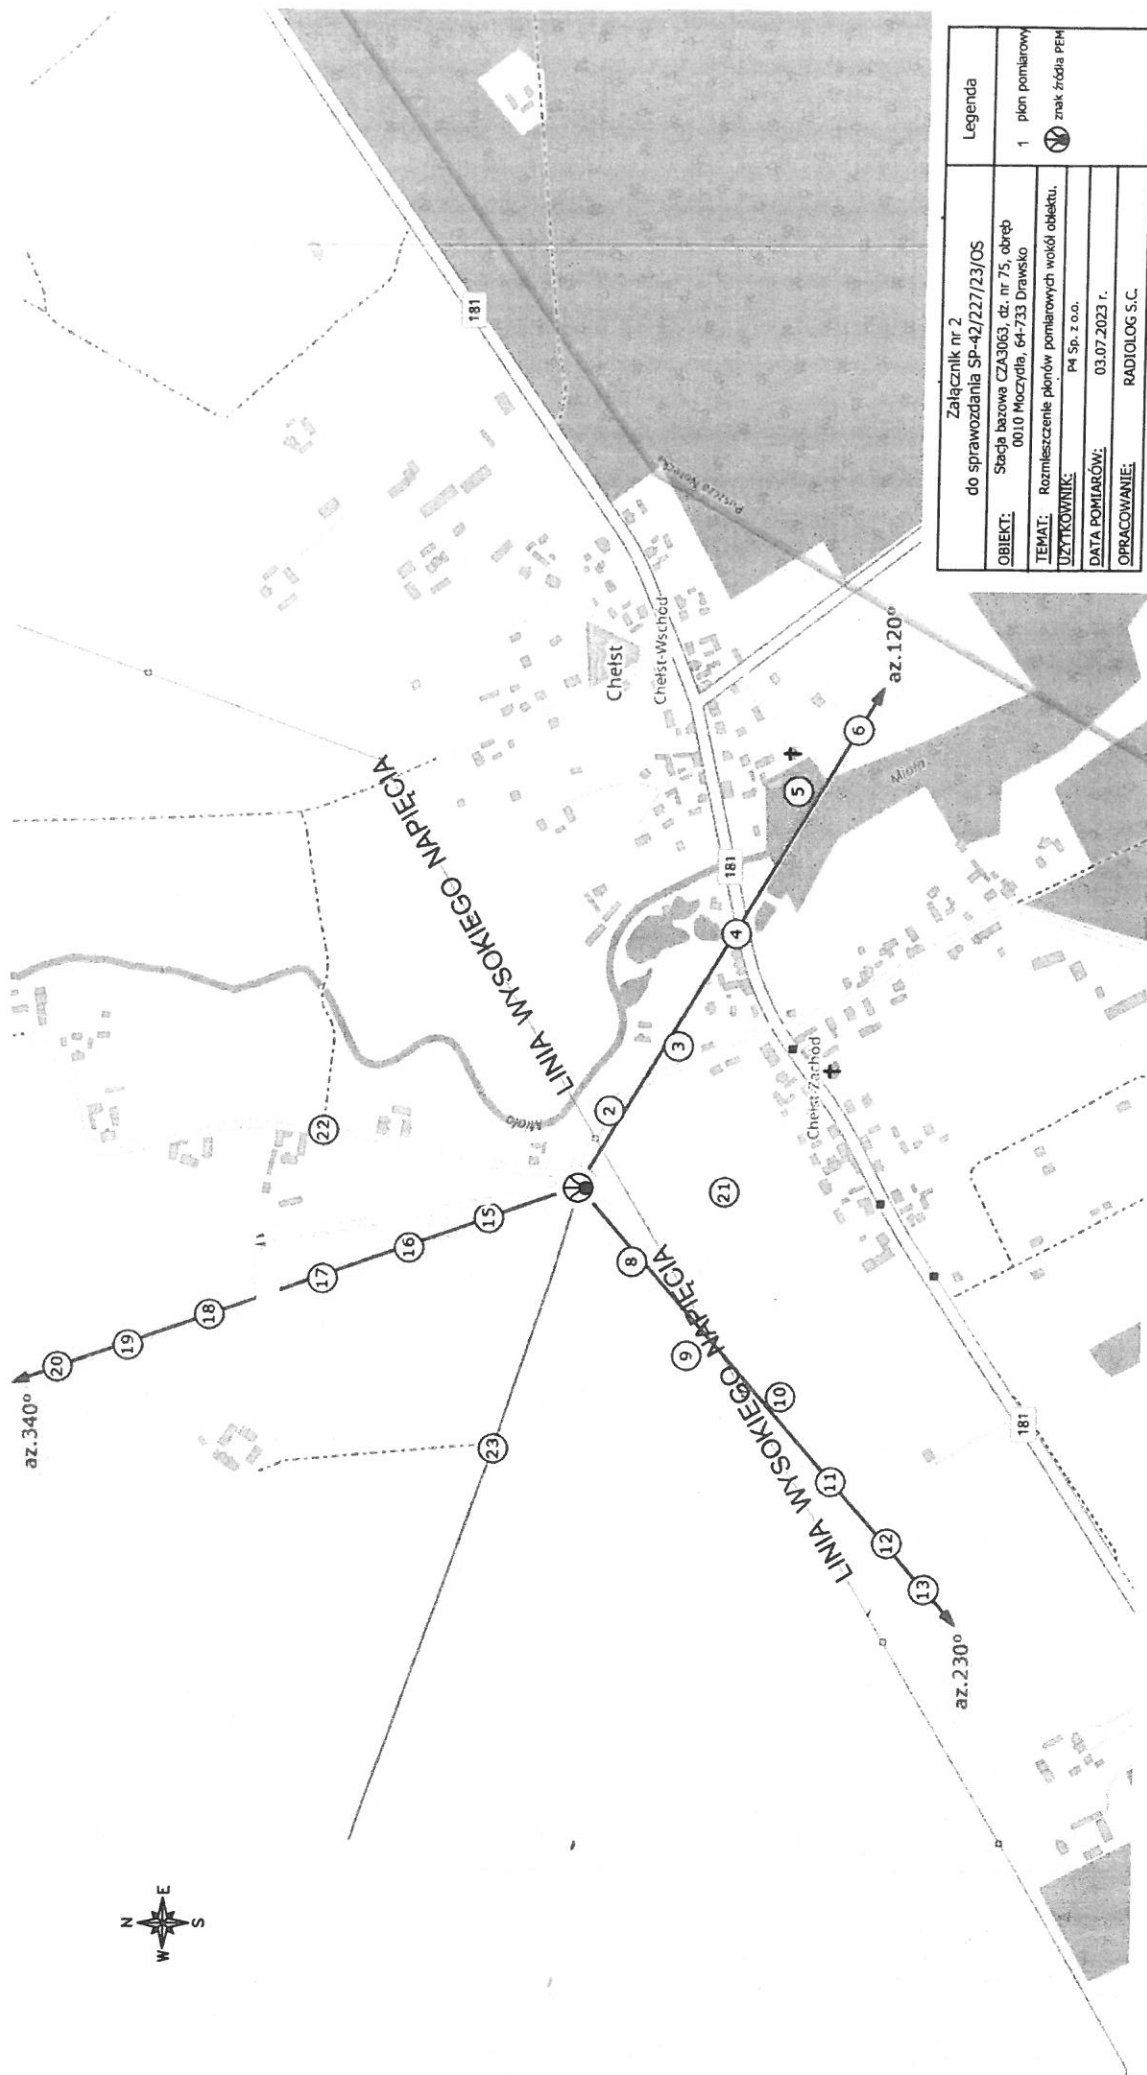 az.340°
20
19
18
17
16
15
22
23
N
W E
S
LINIA WYSOKIEGO NAPIĘCIA
Mioło
2
3
4
5
6
az.120°
8
9
10
11
12
13
az.230°
21
LINIA WYSOKIEGO NAPIĘCIA
181
181
181
Chełst
Chełst-Wschód
Chełst-Zachód
Puszcza Notecka
Załącznik nr 2
do sprawozdania SP-42/227/23/OS
OBIEKT: Stacja bazowa CZA3063, dz. nr 75, obręb
0010 Moczydła, 64-733 Drawsko
TEMAT: Rozmieszczenie pionów pomiarowych wokół obiektu.
UŻYTKOWNIK: P4 Sp. z o.o.
DATA POMIARÓW: 03.07.2023 r.
OPRACOWANIE: RADIOLOG S.C.
Legenda
1 pion pomiarowy
znak źródła PEM